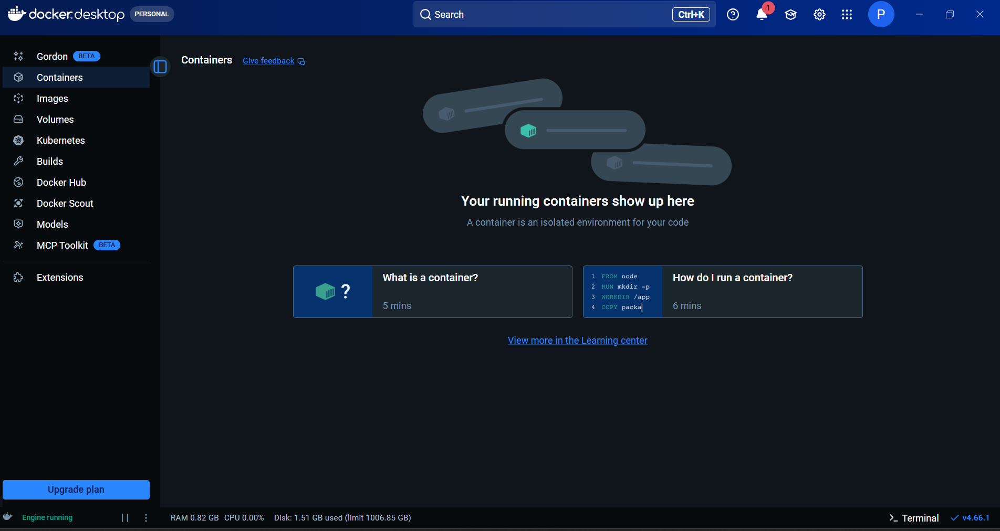 docker.desktop PERSONAL
Search Ctrl+K 1 P
Gordon BETA
Containers
Images
Volumes
Kubernetes
Builds
Docker Hub
Docker Scout
Models
MCP Toolkit BETA
Extensions
Upgrade plan
Containers Give feedback
Your running containers show up here
A container is an isolated environment for your code
?
What is a container?
5 mins
1 FROM node
2 RUN mkdir -p
3 WORKDIR /app
4 COPY packa
How do I run a container?
6 mins
View more in the Learning center
Engine running
RAM 0.82 GB CPU 0.00% Disk: 1.51 GB used (limit 1006.85 GB)
>_ Terminal v4.66.1